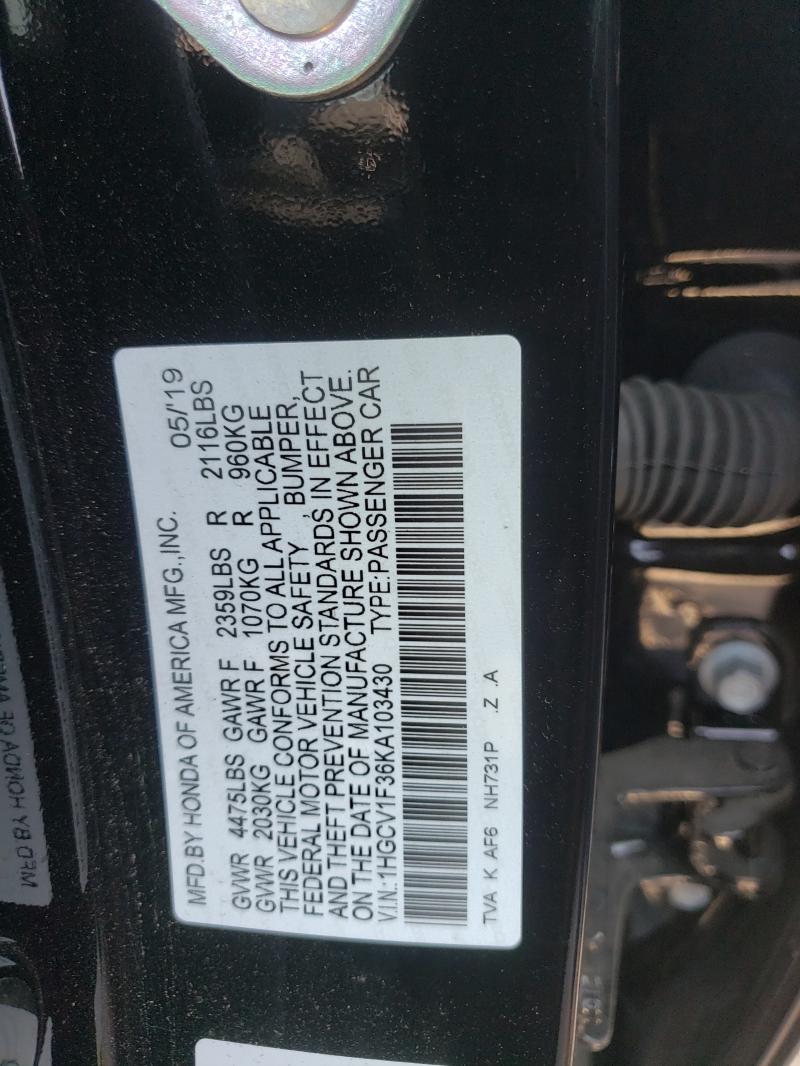 MFD.BY HONDA OF AMERICA MFG.,INC. 05/'19
GVWR 4475LBS GAWR F 2359LBS R 2116LBS
GVWR 2030KG GAWR F 1070KG R 960KG
THIS VEHICLE CONFORMS TO ALL APPLICABLE
FEDERAL MOTOR VEHICLE SAFETY , BUMPER,
AND THEFT PREVENTION STANDARDS IN EFFECT
ON THE DATE OF MANUFACTURE SHOWN ABOVE.
V.I.N.:1HGCV1F36KA103430 TYPE:PASSENGER CAR
TVA K AF6 NH731P .Z .A